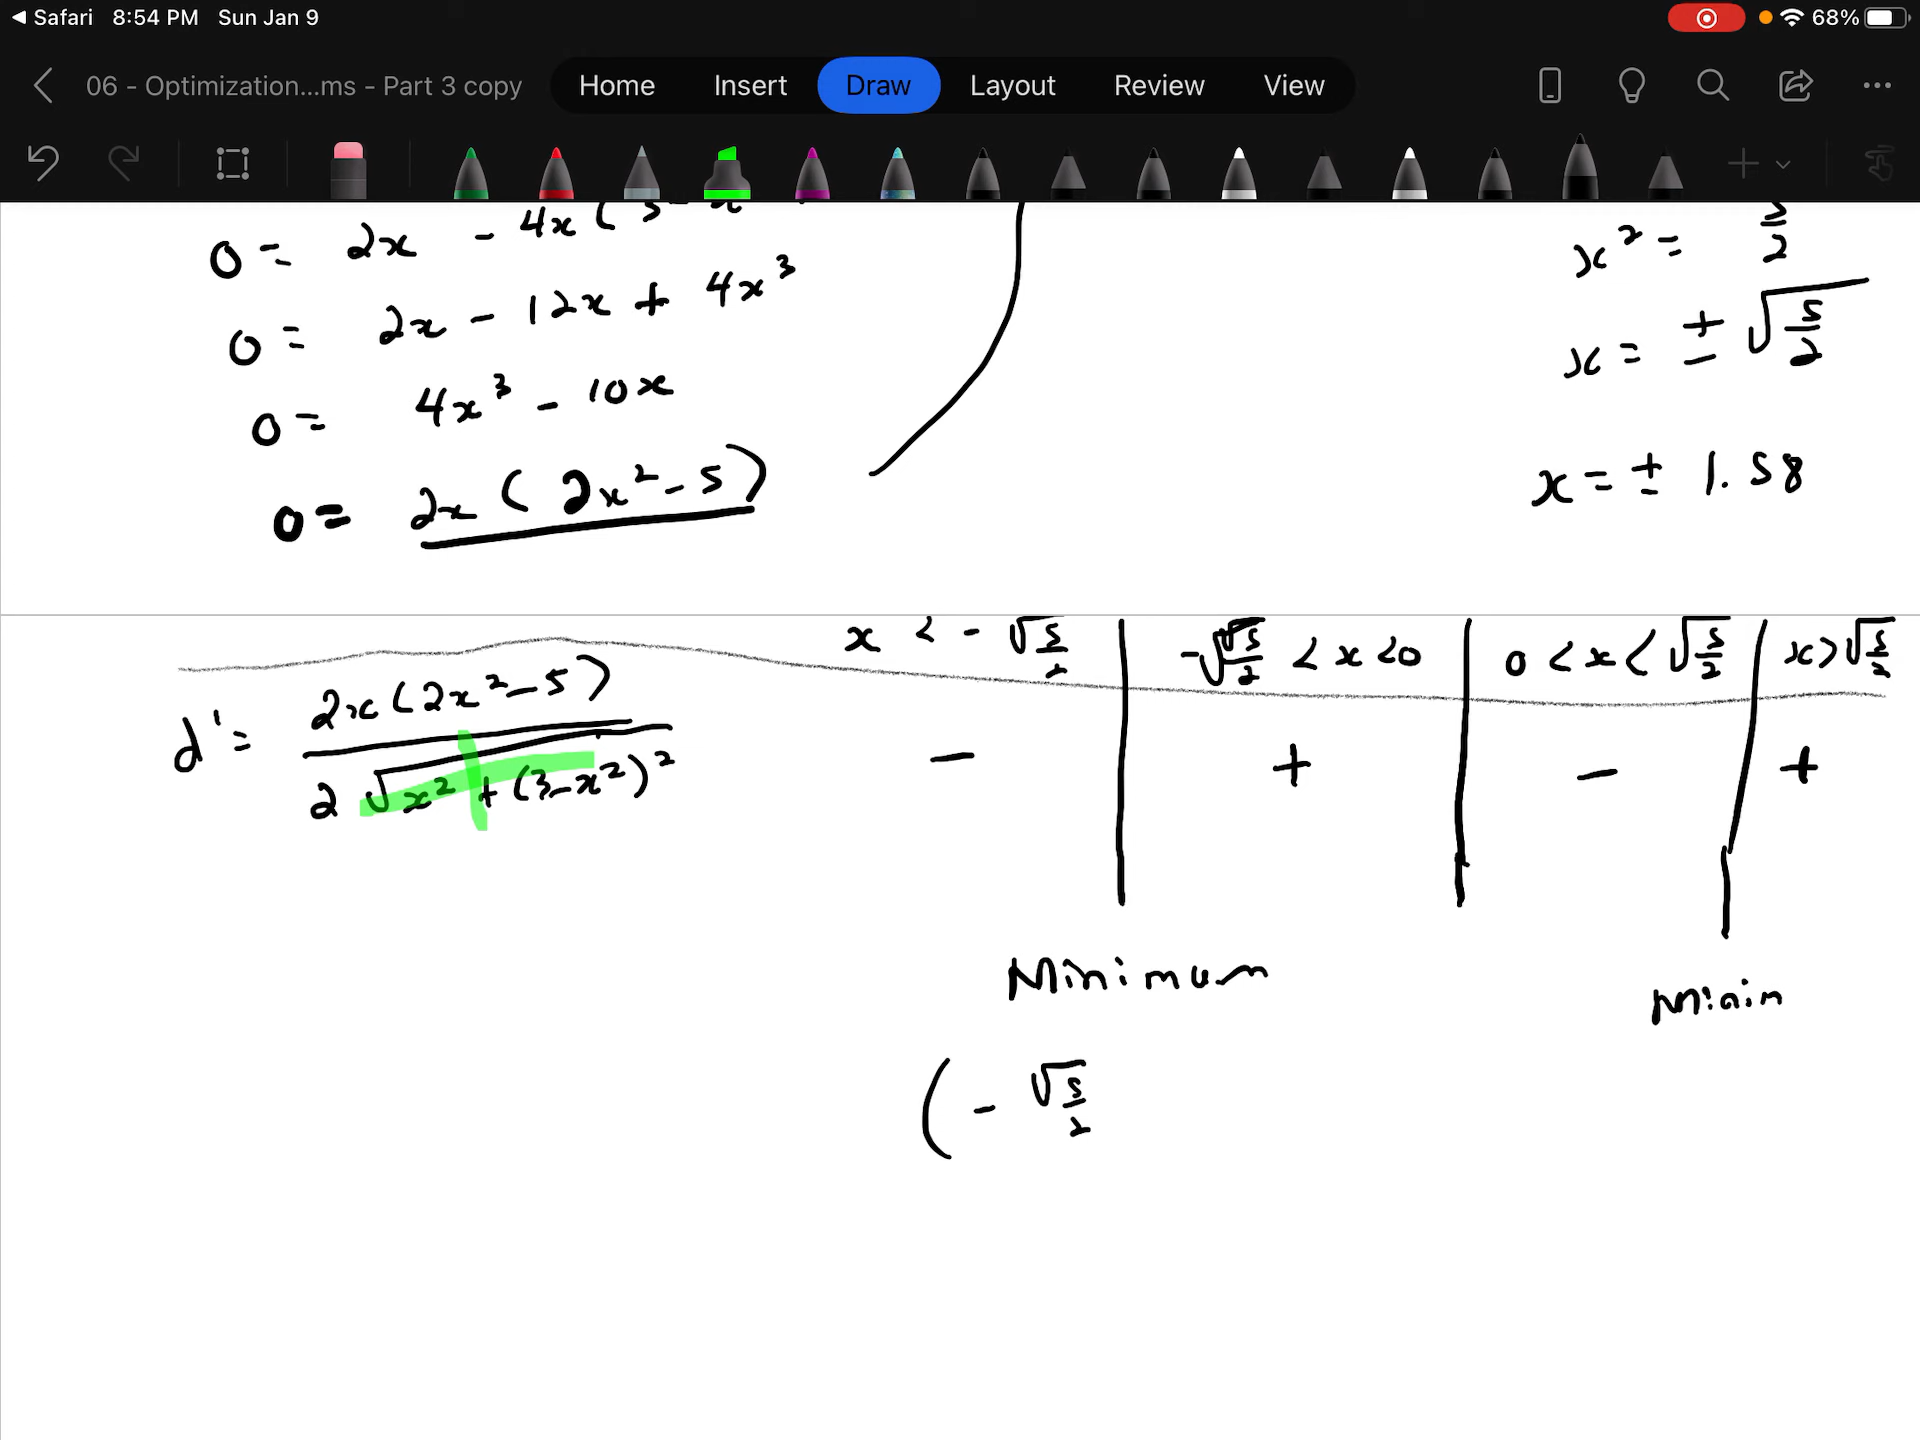 Safari 8:54 PM Sun Jan 9 68%
06 - Optimization...ms - Part 3 copy Home Insert Draw Layout Review View
0 = 2x - 4x (3 - x
0 = 2x - 12x + 4x³
0 = 4x³ - 10x
0 = 2x ( 2x² - 5 )
x² = 5/2
x = ± √5/2
x = ± 1.58
x < - √5/2 | -√5/2 < x < 0 | 0 < x < √5/2 | x > √5/2
d' = 2x (2x² - 5) / 2 √x² + (3 - x²)² - | + | - | +
Minimum Minim
( - √5/2